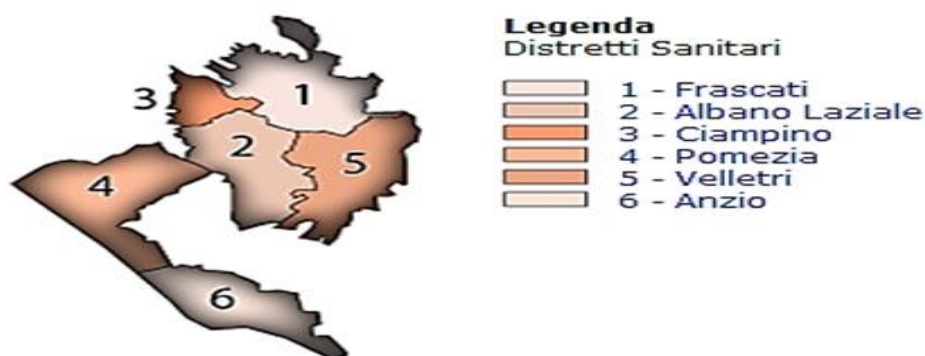 Legenda
Distretti Sanitari
1 - Frascati
2 - Albano Laziale
3 - Ciampino
4 - Pomezia
5 - Velletri
6 - Anzio
1
3
2
5
4
6